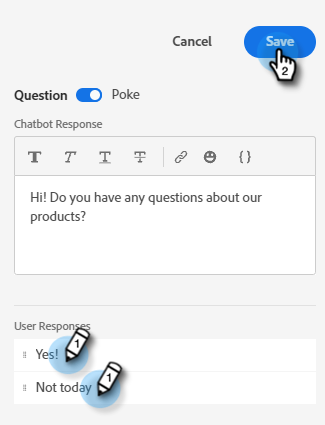 Cancel Save
2
Question Poke
Chatbot Response
T T T T { }
Hi! Do you have any questions about our
products?
User Responses
Yes! 1
Not today 1